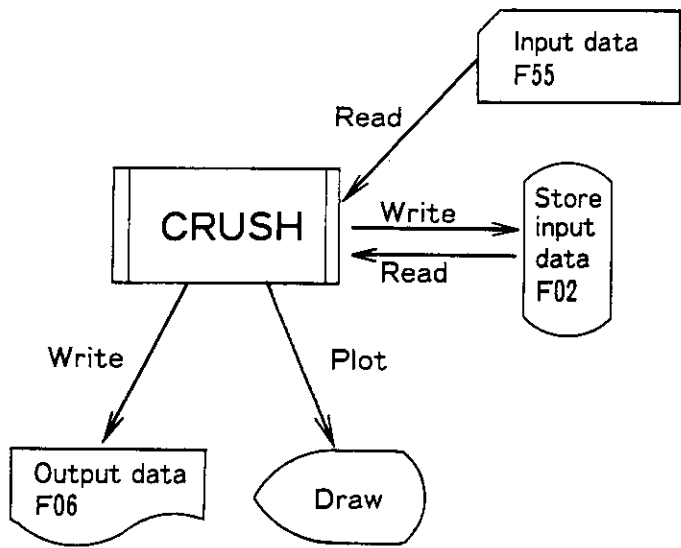 Input data
F55
Read
CRUSH
Write
Read
Store
input
data
F02
Write
Plot
Output data
F06
Draw